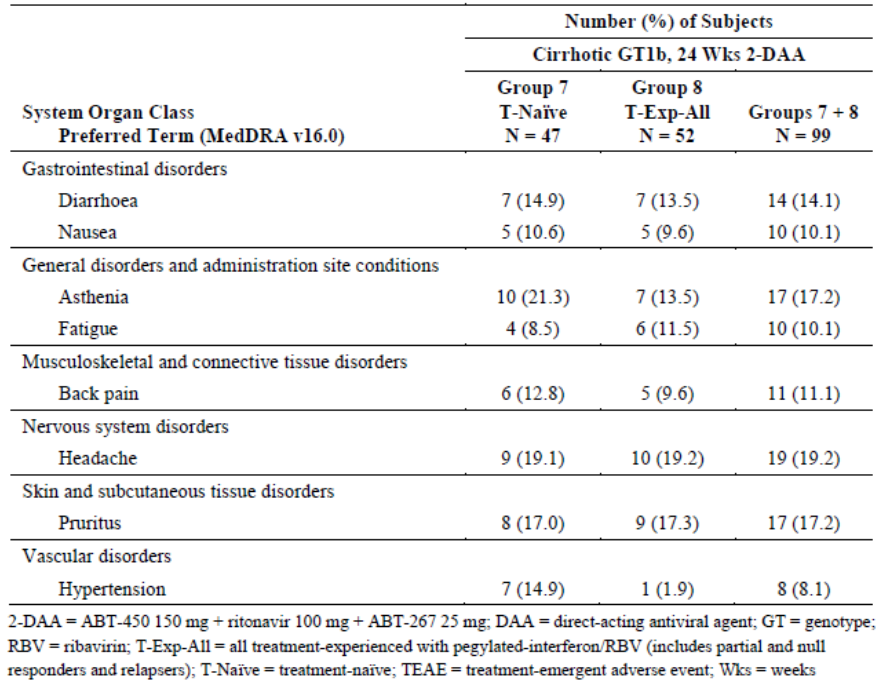 Number (%) of Subjects
Cirrhotic GT1b, 24 Wks 2-DAA
System Organ Class
Preferred Term (MedDRA v16.0)
Group 7
T-Naïve
N = 47
Group 8
T-Exp-All
N = 52
Groups 7 + 8
N = 99
Gastrointestinal disorders
Diarrhoea 7 (14.9) 7 (13.5) 14 (14.1)
Nausea 5 (10.6) 5 (9.6) 10 (10.1)
General disorders and administration site conditions
Asthenia 10 (21.3) 7 (13.5) 17 (17.2)
Fatigue 4 (8.5) 6 (11.5) 10 (10.1)
Musculoskeletal and connective tissue disorders
Back pain 6 (12.8) 5 (9.6) 11 (11.1)
Nervous system disorders
Headache 9 (19.1) 10 (19.2) 19 (19.2)
Skin and subcutaneous tissue disorders
Pruritus 8 (17.0) 9 (17.3) 17 (17.2)
Vascular disorders
Hypertension 7 (14.9) 1 (1.9) 8 (8.1)
2-DAA = ABT-450 150 mg + ritonavir 100 mg + ABT-267 25 mg; DAA = direct-acting antiviral agent; GT = genotype;
RBV = ribavirin; T-Exp-All = all treatment-experienced with pegylated-interferon/RBV (includes partial and null
responders and relapsers); T-Naïve = treatment-naïve; TEAE = treatment-emergent adverse event; Wks = weeks